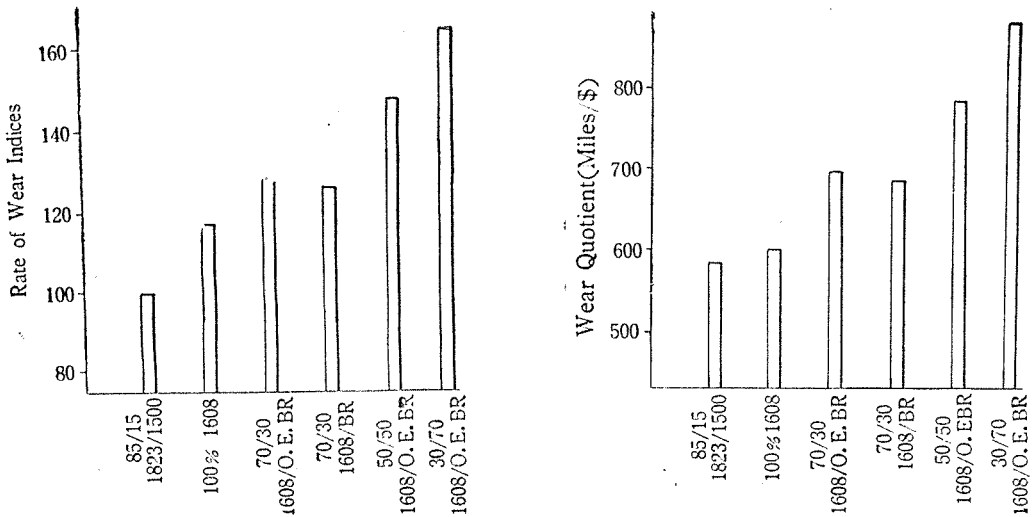 Rate of Wear Indices
160
140
120
100
80
85/15
1823/1500
100% 1608
70/30
1608/O. E. BR
70/30
1608/BR
50/50
1608/O. E. BR
30/70
1608/O. E. BR
Wear Quotient(Miles/$)
800
700
600
500
85/15
1823/1500
100%1608
70/30
1608/O. E. BR
70/30
1608/BR
50/50
1608/O. EBR
30/70
1608/O. E. BR